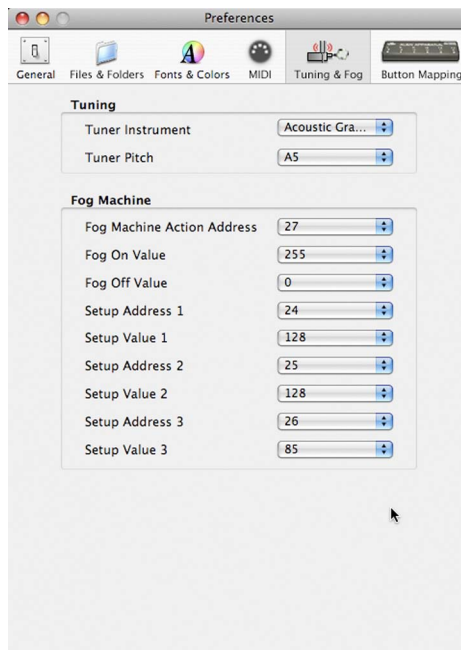 Preferences
General Files & Folders Fonts & Colors MIDI Tuning & Fog Button Mapping
Tuning
Tuner Instrument Acoustic Gra...
Tuner Pitch A5
Fog Machine
Fog Machine Action Address 27
Fog On Value 255
Fog Off Value 0
Setup Address 1 24
Setup Value 1 128
Setup Address 2 25
Setup Value 2 128
Setup Address 3 26
Setup Value 3 85